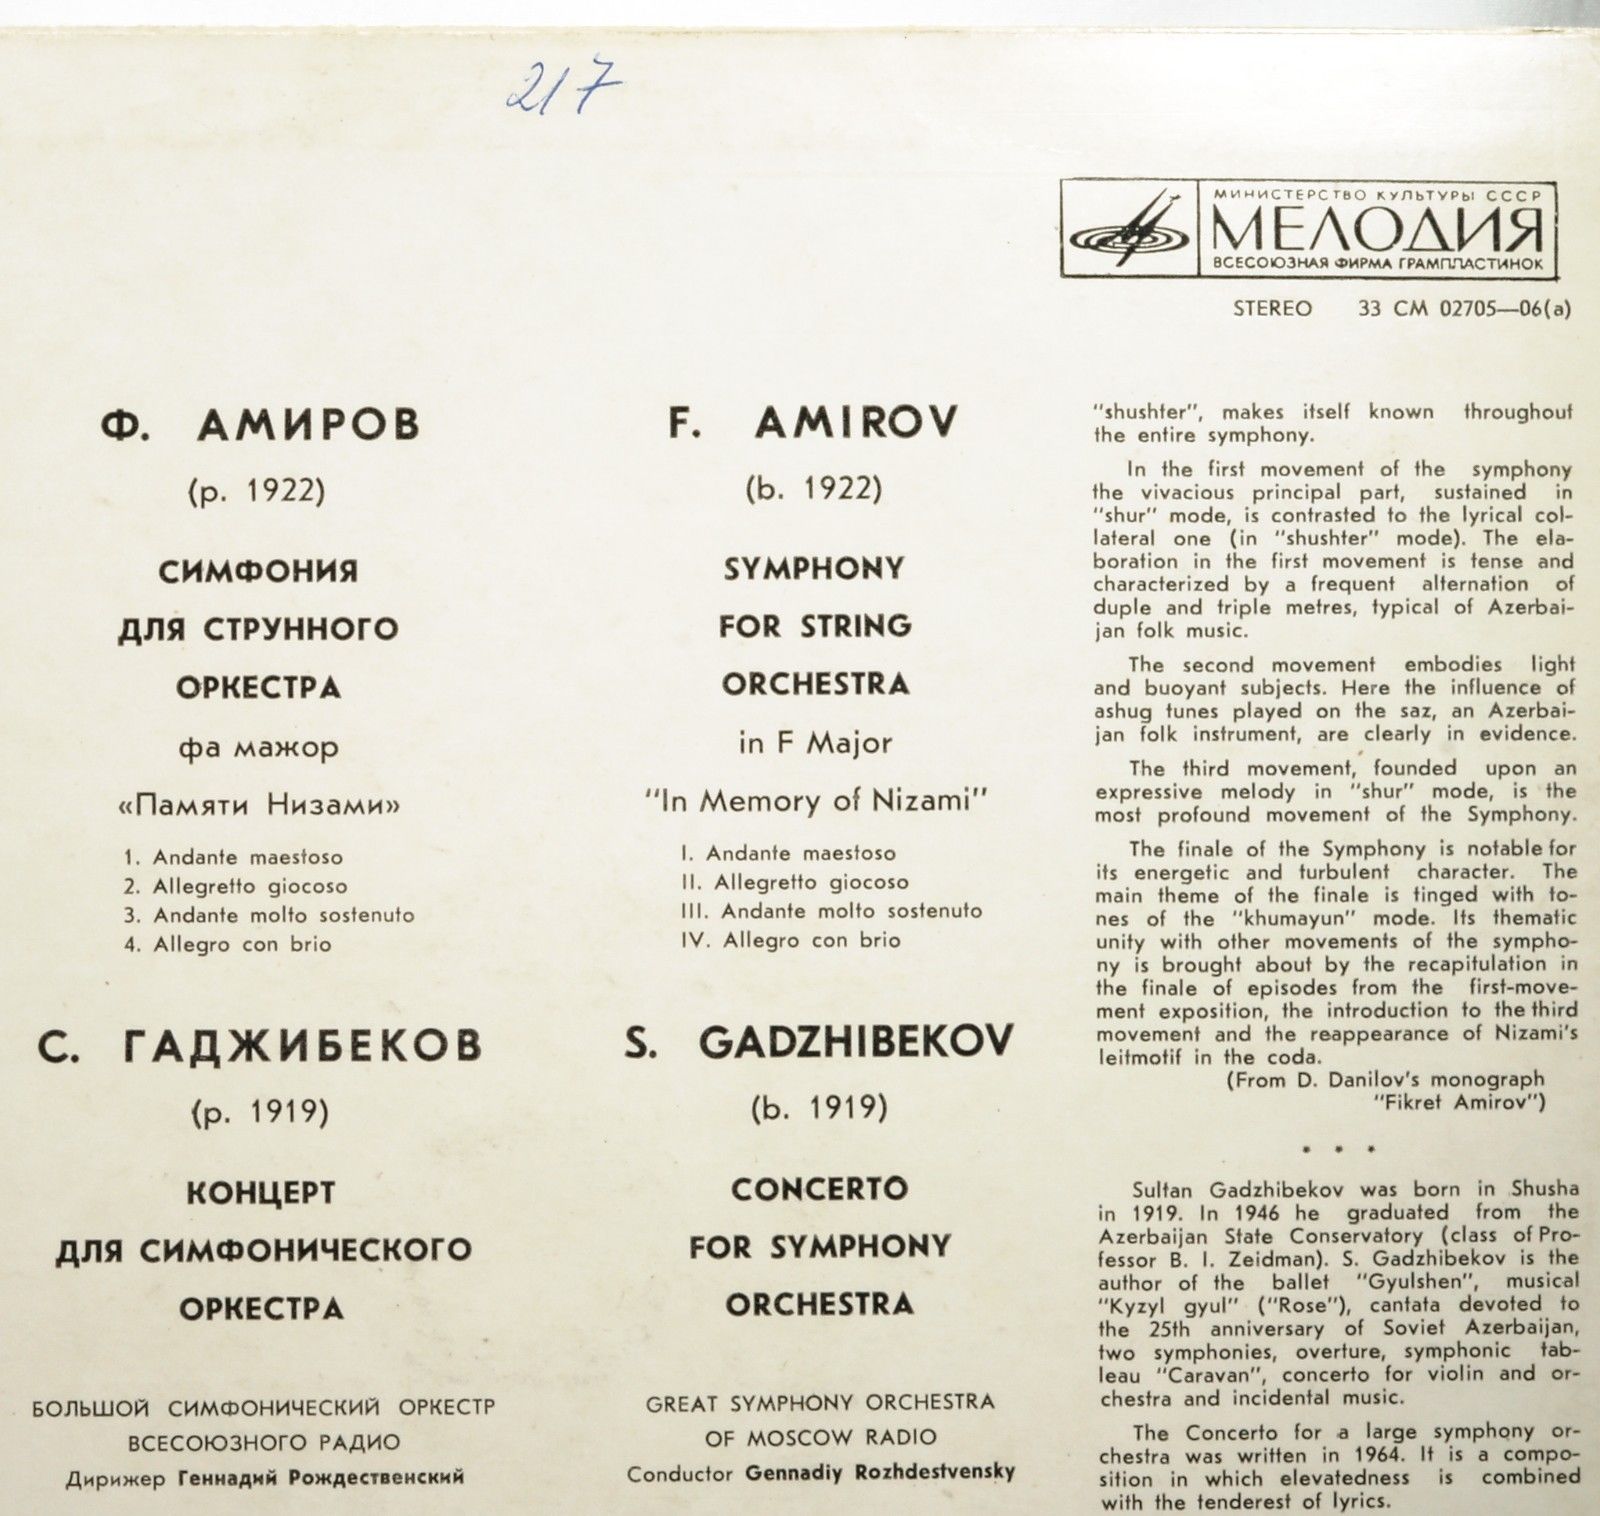 217
МИНИСТЕРСТВО КУЛЬТУРЫ СССР
МЕЛОДИЯ
ВСЕСОЮЗНАЯ ФИРМА ГРАМПЛАСТИНОК
STEREO 33 СМ 02705—06(а)
Ф. АМИРОВ
(р. 1922)
СИМФОНИЯ
ДЛЯ СТРУННОГО
ОРКЕСТРА
фа мажор
«Памяти Низами»
1. Andante maestoso
2. Allegretto giocoso
3. Andante molto sostenuto
4. Allegro con brio
С. ГАДЖИБЕКОВ
(р. 1919)
КОНЦЕРТ
ДЛЯ СИМФОНИЧЕСКОГО
ОРКЕСТРА
БОЛЬШОЙ СИМФОНИЧЕСКИЙ ОРКЕСТР
ВСЕСОЮЗНОГО РАДИО
Дирижер Геннадий Рождественский
F. AMIROV
(b. 1922)
SYMPHONY
FOR STRING
ORCHESTRA
in F Major
"In Memory of Nizami"
I. Andante maestoso
II. Allegretto giocoso
III. Andante molto sostenuto
IV. Allegro con brio
S. GADZHIBEKOV
(b. 1919)
CONCERTO
FOR SYMPHONY
ORCHESTRA
GREAT SYMPHONY ORCHESTRA
OF MOSCOW RADIO
Conductor Gennadiy Rozhdestvensky
"shushter", makes itself known throughout
the entire symphony.
In the first movement of the symphony
the vivacious principal part, sustained in
"shur" mode, is contrasted to the lyrical col-
lateral one (in "shushter" mode). The ela-
boration in the first movement is tense and
characterized by a frequent alternation of
duple and triple metres, typical of Azerbai-
jan folk music.
The second movement embodies light
and buoyant subjects. Here the influence of
ashug tunes played on the saz, an Azerbai-
jan folk instrument, are clearly in evidence.
The third movement, founded upon an
expressive melody in "shur" mode, is the
most profound movement of the Symphony.
The finale of the Symphony is notable for
its energetic and turbulent character. The
main theme of the finale is tinged with to-
nes of the "khumayun" mode. Its thematic
unity with other movements of the sympho-
ny is brought about by the recapitulation in
the finale of episodes from the first-move-
ment exposition, the introduction to the third
movement and the reappearance of Nizami's
leitmotif in the coda.
(From D. Danilov's monograph
"Fikret Amirov")
* * *
Sultan Gadzhibekov was born in Shusha
in 1919. In 1946 he graduated from the
Azerbaijan State Conservatory (class of Pro-
fessor B. I. Zeidman). S. Gadzhibekov is the
author of the ballet "Gyulshen", musical
"Kyzyl gyul" ("Rose"), cantata devoted to
the 25th anniversary of Soviet Azerbaijan,
two symphonies, overture, symphonic tab-
leau "Caravan", concerto for violin and or-
chestra and incidental music.
The Concerto for a large symphony or-
chestra was written in 1964. It is a compo-
sition in which elevatedness is combined
with the tenderest of lyrics.